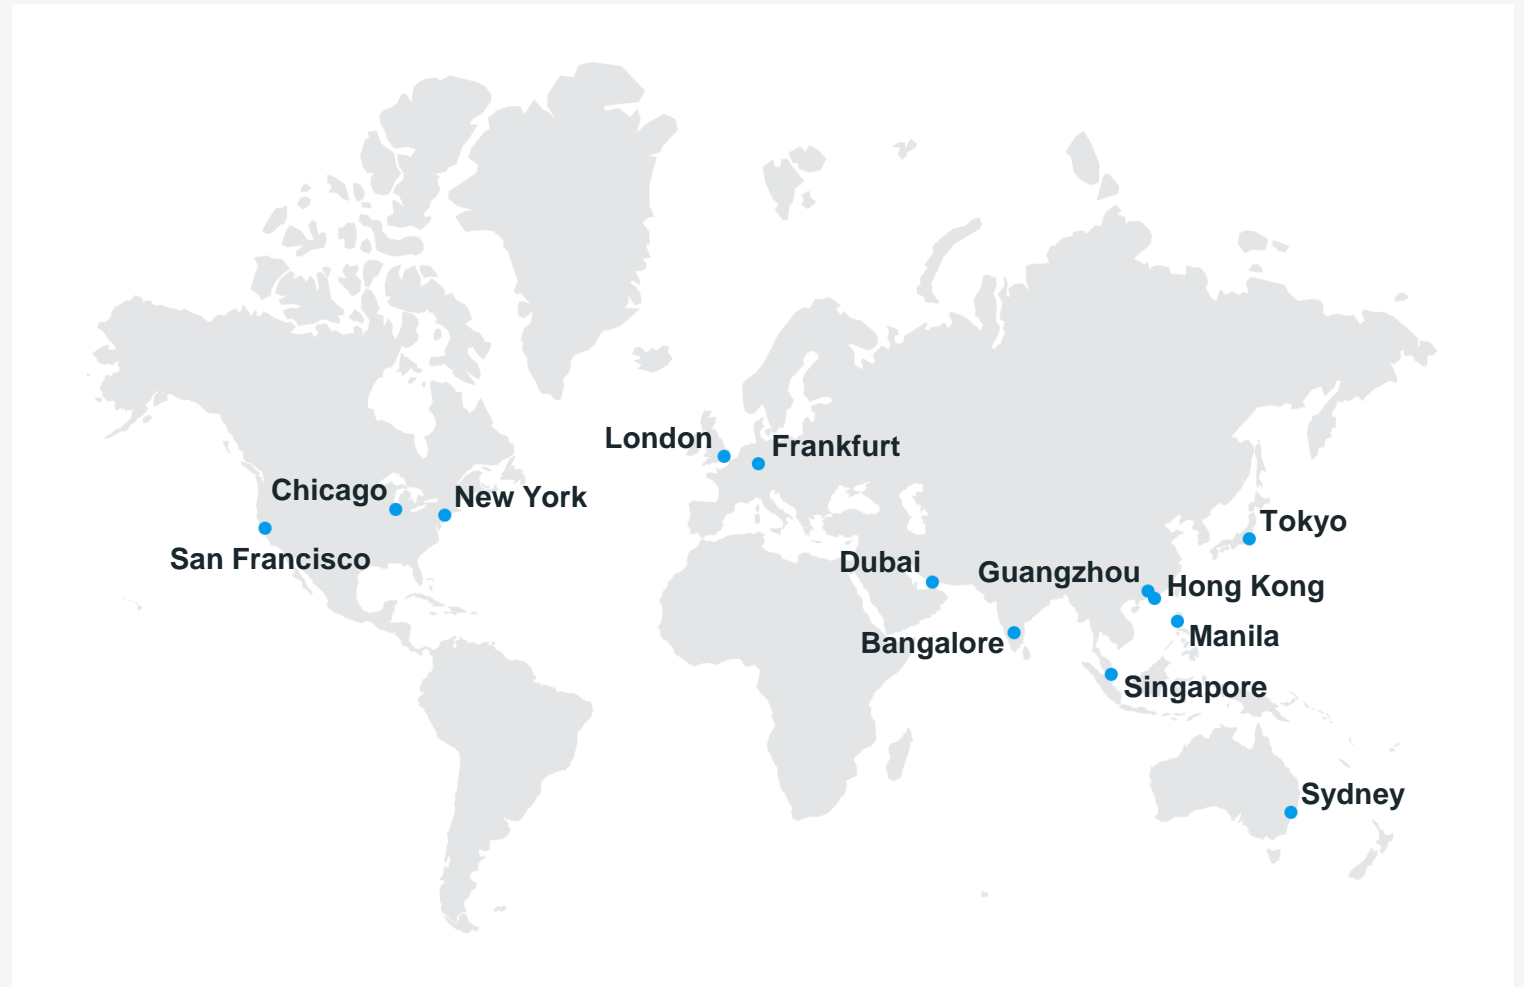 London
Frankfurt
Chicago
New York
San Francisco
Tokyo
Dubai
Guangzhou
Hong Kong
Bangalore
Manila
Singapore
Sydney